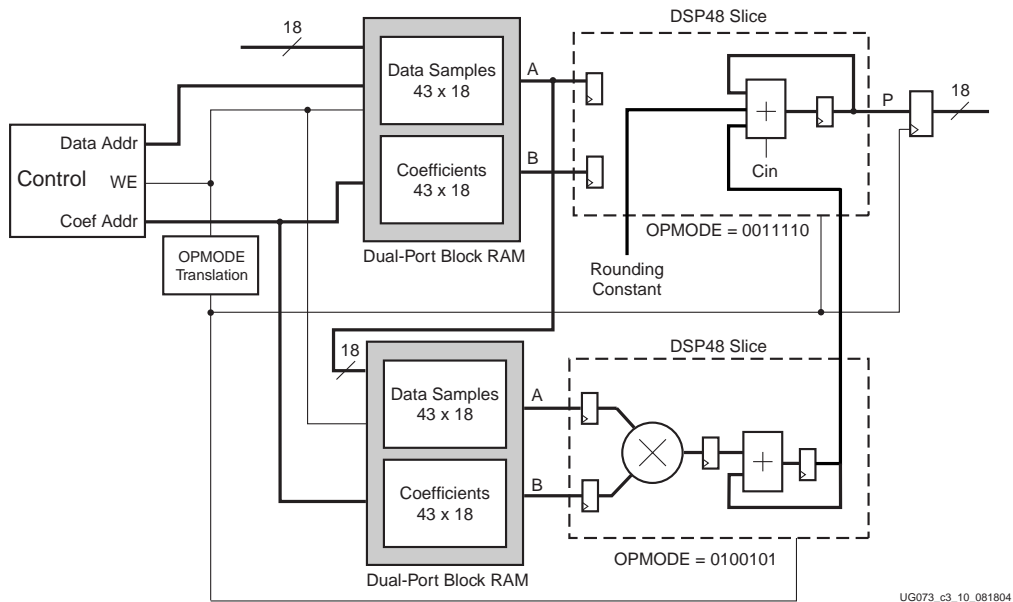 DSP48 Slice
18
Data Samples
43 x 18
A
P
18
Data Addr
Control
WE
Coef Addr
Coefficients
43 x 18
B
Cin
OPMODE = 0011110
OPMODE
Translation
Dual-Port Block RAM
Rounding
Constant
18
DSP48 Slice
Data Samples
43 x 18
A
Coefficients
43 x 18
B
OPMODE = 0100101
Dual-Port Block RAM
UG073_c3_10_081804